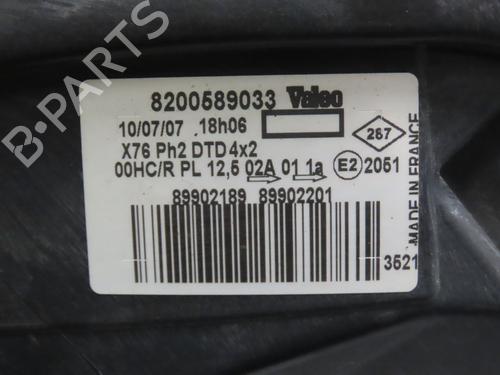 8200589033 Valeo
10/07/07 18h06
267
X76 Ph2 DTD 4x2
00HC/R PL 12,5 02A 01 1a E2 2051
89902189 89902201
3521
MADE IN FRANCE
B-PARTS